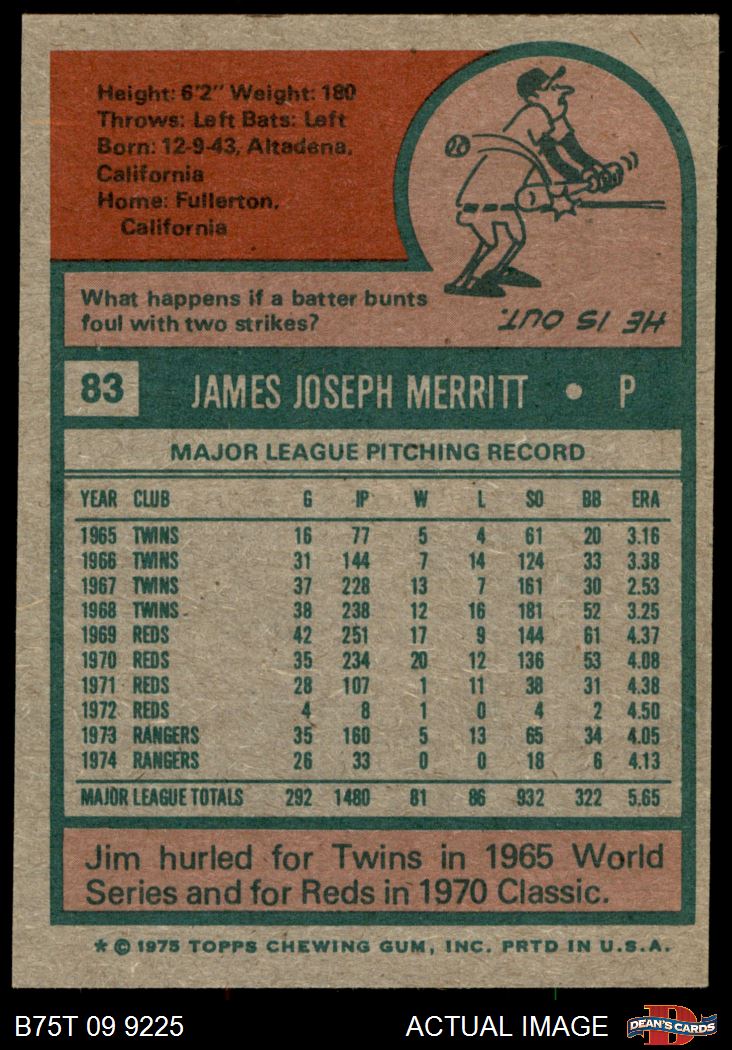 Height: 6'2" Weight: 180
Throws: Left Bats: Left
Born: 12-9-43, Altadena,
California
Home: Fullerton,
California
What happens if a batter bunts
foul with two strikes?
HE IS OUT.
83 JAMES JOSEPH MERRITT • P
MAJOR LEAGUE PITCHING RECORD
YEAR CLUB G IP W L SO BB ERA
1965 TWINS 16 77 5 4 61 20 3.16
1966 TWINS 31 144 7 14 124 33 3.38
1967 TWINS 37 228 13 7 161 30 2.53
1968 TWINS 38 238 12 16 181 52 3.25
1969 REDS 42 251 17 9 144 61 4.37
1970 REDS 35 234 20 12 136 53 4.08
1971 REDS 28 107 1 11 38 31 4.38
1972 REDS 4 8 1 0 4 2 4.50
1973 RANGERS 35 160 5 13 65 34 4.05
1974 RANGERS 26 33 0 0 18 6 4.13
MAJOR LEAGUE TOTALS 292 1480 81 86 932 322 5.65
Jim hurled for Twins in 1965 World
Series and for Reds in 1970 Classic.
* © 1975 TOPPS CHEWING GUM, INC. PRTD IN U.S.A.
B75T 09 9225 ACTUAL IMAGE D DEAN'S CARDS